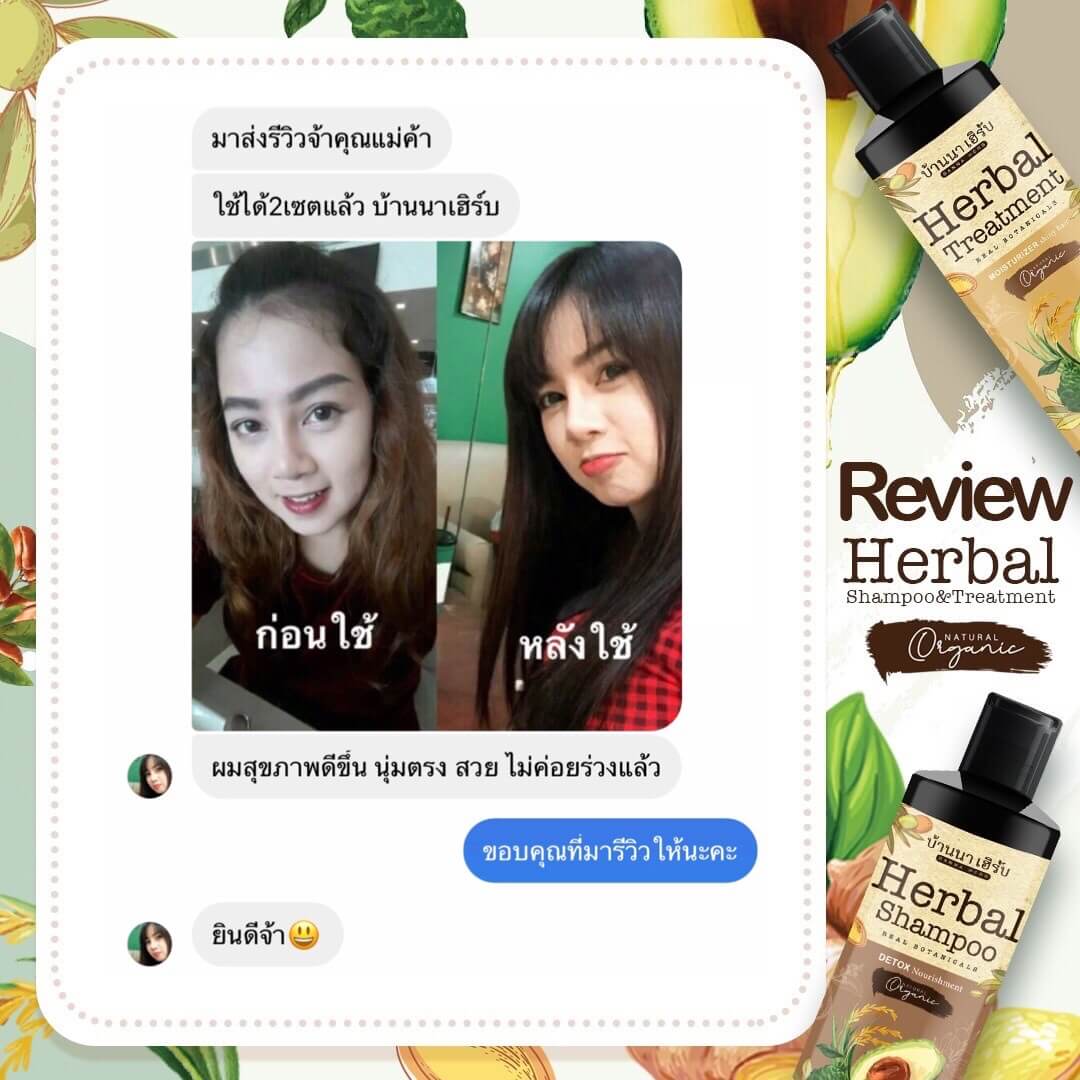 มาส่งรีวิวจ้าคุณแม่ค้า
ใช้ได้2เซตแล้ว บ้านนาเฮิร์บ
ก่อนใช้
หลังใช้
ผมสุขภาพดีขึ้น นุ่มตรง สวย ไม่ค่อยร่วงแล้ว
ขอบคุณที่มารีวิวให้นะคะ
ยินดีจ้า😃
บ้านนา เฮิร์บ
BANNA HERB
Herbal
Treatment
REAL BOTANICALS
MOISTURIZER
Organic
Review
Herbal
Shampoo&Treatment
NATURAL
Organic
บ้านนา เฮิร์บ
BANNA HERB
Herbal
Shampoo
REAL BOTANICALS
DETOX Nourishment
NATURAL
Organic